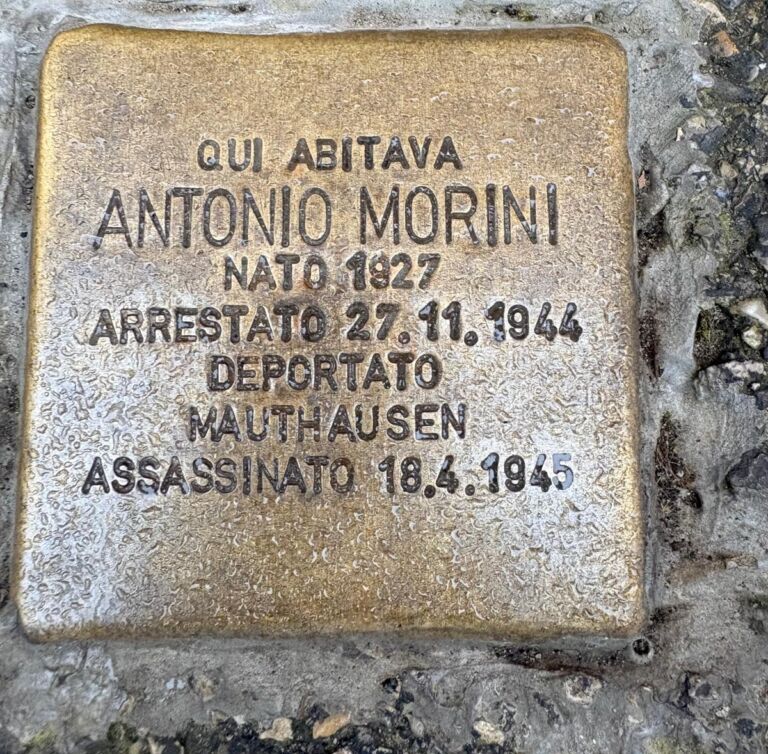 QUI ABITAVA
ANTONIO MORINI
NATO 1927
ARRESTATO 27.11.1944
DEPORTATO
MAUTHAUSEN
ASSASSINATO 18.4.1945